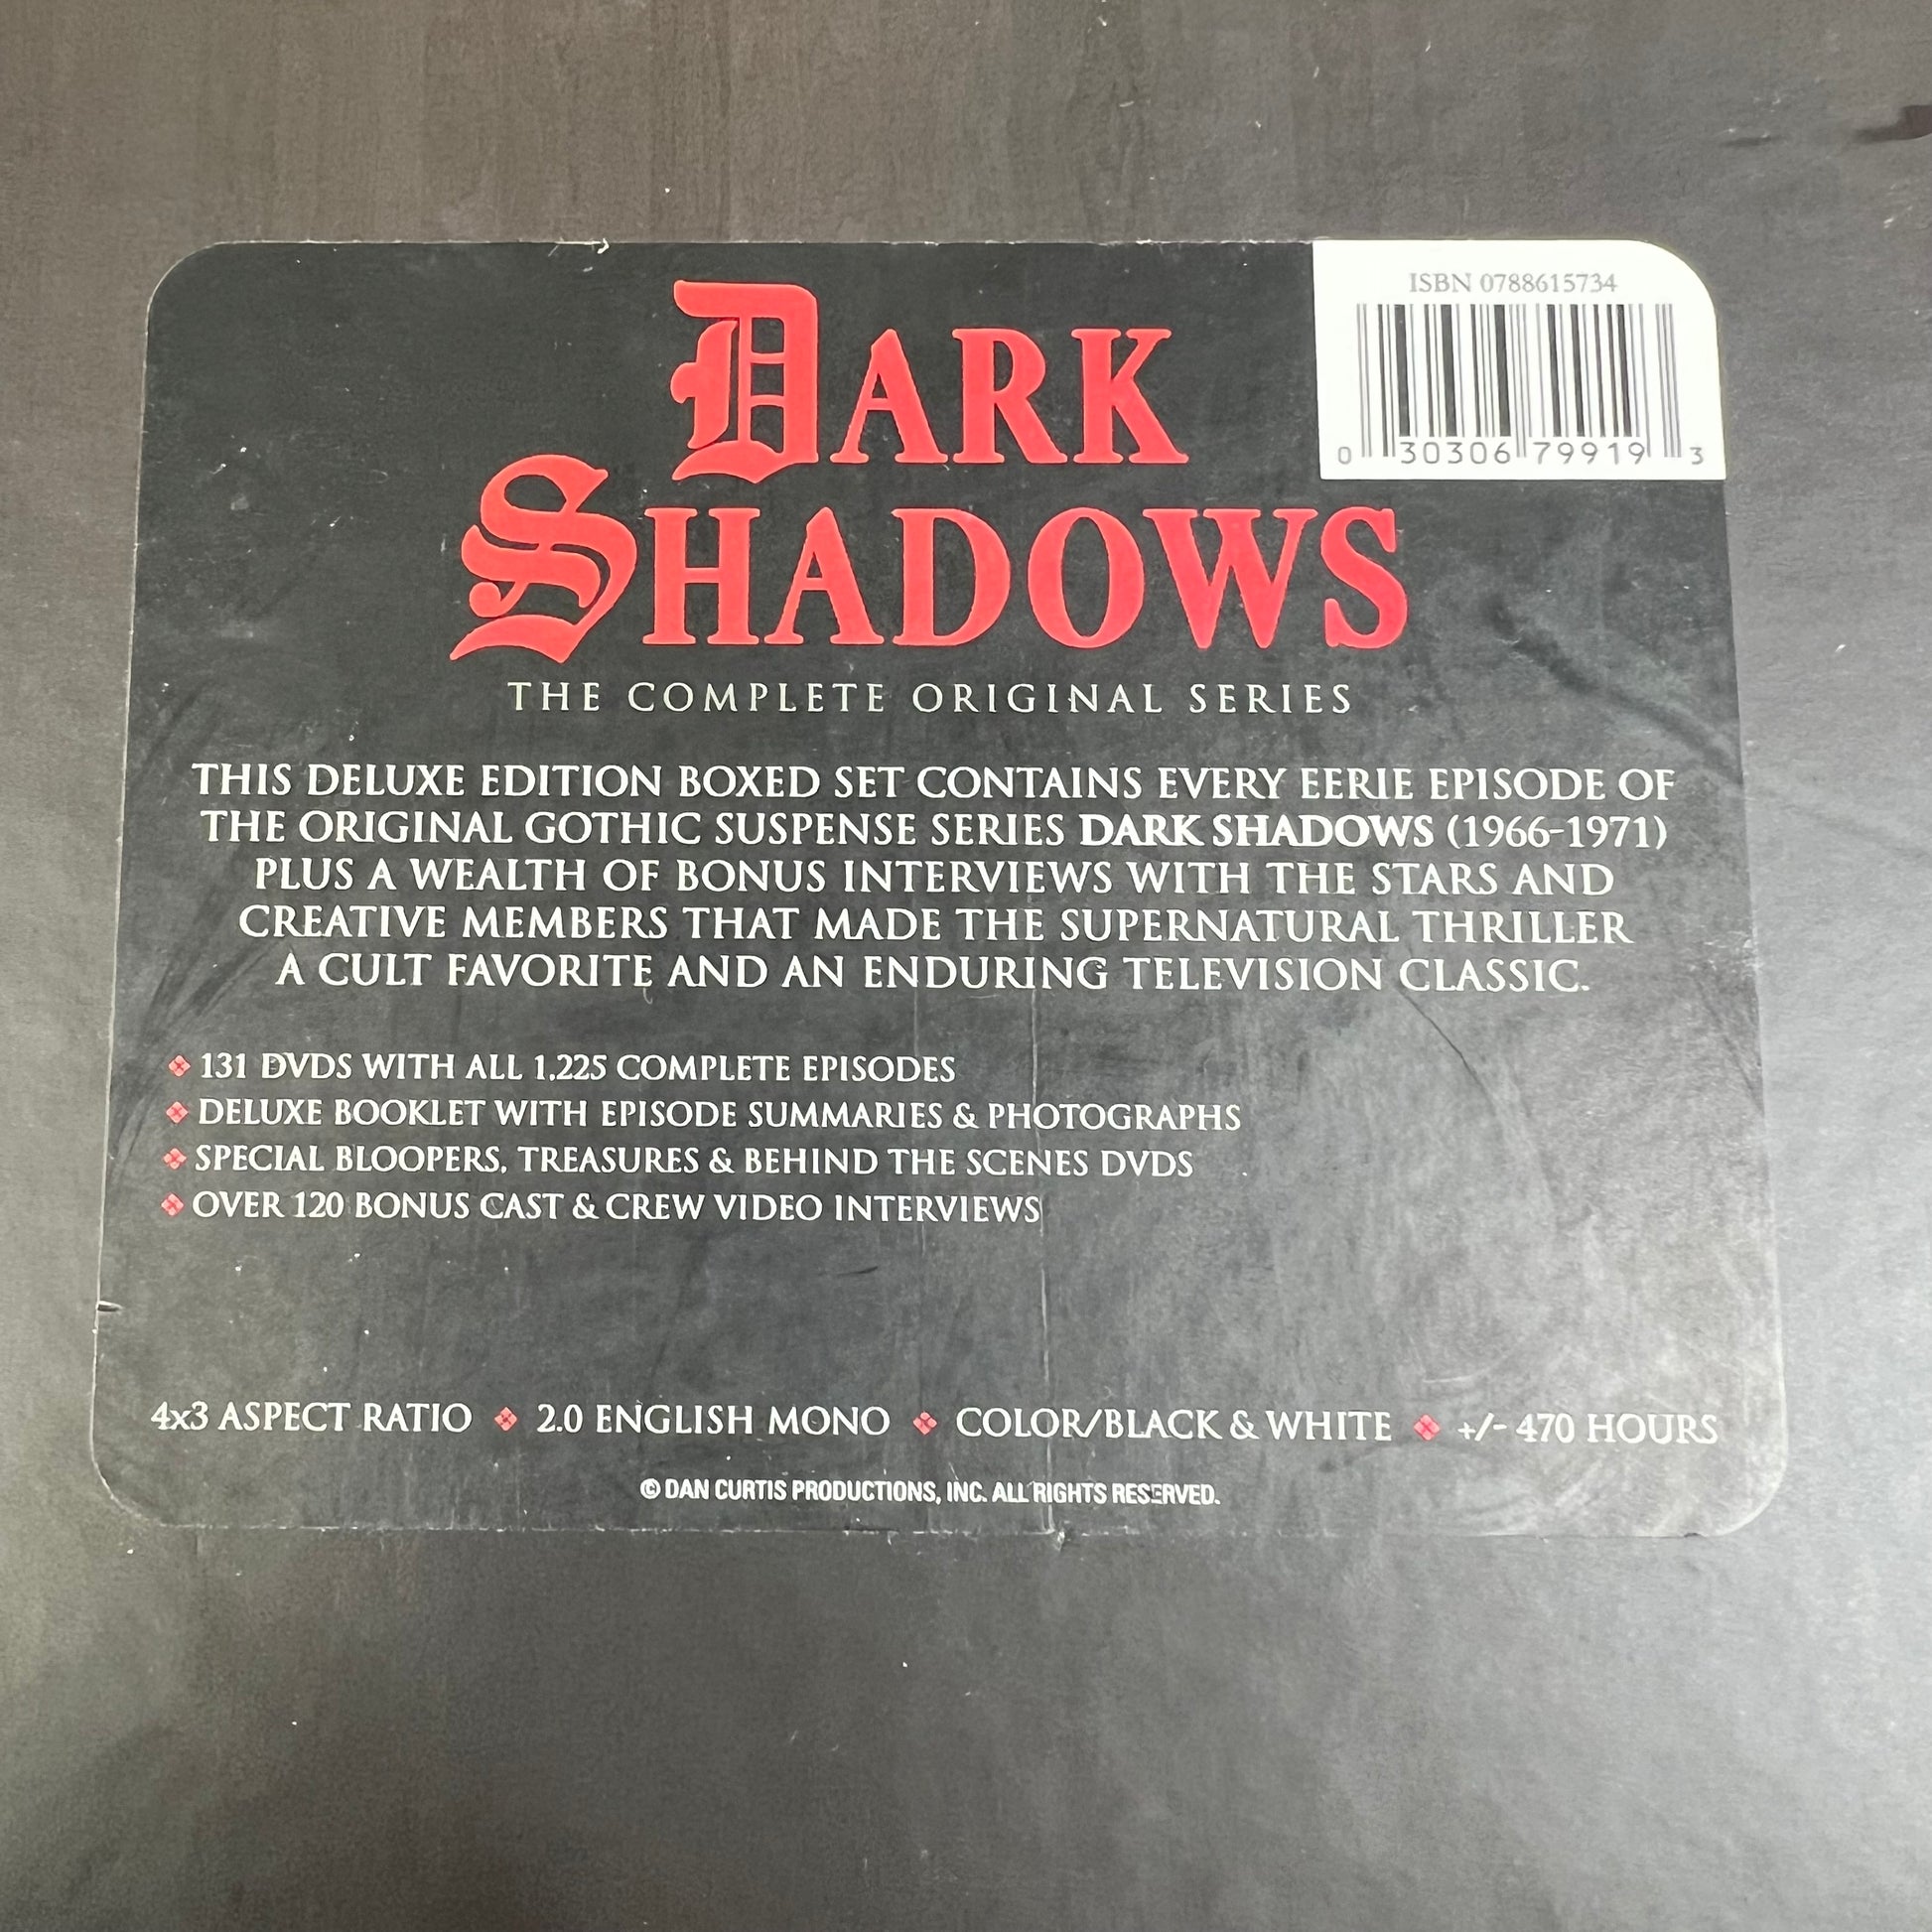 ISBN 0788615734
0 30306 79919 3
DARK
SHADOWS
THE COMPLETE ORIGINAL SERIES
THIS DELUXE EDITION BOXED SET CONTAINS EVERY EERIE EPISODE OF
THE ORIGINAL GOTHIC SUSPENSE SERIES DARK SHADOWS (1966-1971)
PLUS A WEALTH OF BONUS INTERVIEWS WITH THE STARS AND
CREATIVE MEMBERS THAT MADE THE SUPERNATURAL THRILLER
A CULT FAVORITE AND AN ENDURING TELEVISION CLASSIC.
❖ 131 DVDS WITH ALL 1,225 COMPLETE EPISODES
❖ DELUXE BOOKLET WITH EPISODE SUMMARIES & PHOTOGRAPHS
❖ SPECIAL BLOOPERS, TREASURES & BEHIND THE SCENES DVDS
❖ OVER 120 BONUS CAST & CREW VIDEO INTERVIEWS
4x3 ASPECT RATIO ❖ 2.0 ENGLISH MONO ❖ COLOR/BLACK & WHITE ❖ +/- 470 HOURS
© DAN CURTIS PRODUCTIONS, INC. ALL RIGHTS RESERVED.